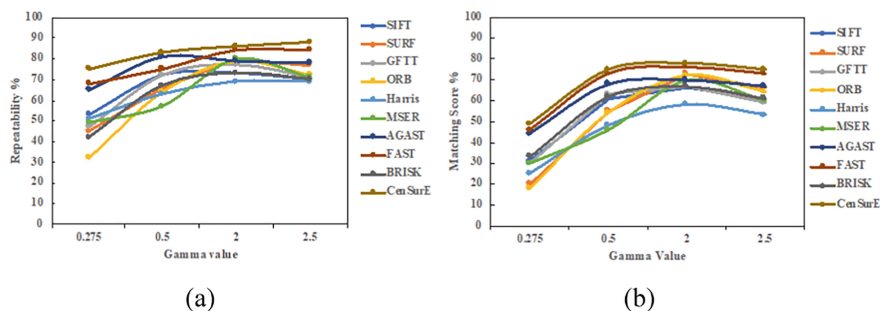 Repeatability %
100
90
80
70
60
50
40
30
20
10
0
0.275 0.5 2 2.5
Gamma value
SIFT
SURF
GFTT
ORB
Harris
MSER
AGAST
FAST
BRISK
CenSurE
(a)
Matching Score %
100
90
80
70
60
50
40
30
20
10
0
0.275 0.5 2 2.5
Gamma Value
SIFT
SURF
GFTT
ORB
Harris
MSER
AGAST
FAST
BRISK
CenSurE
(b)